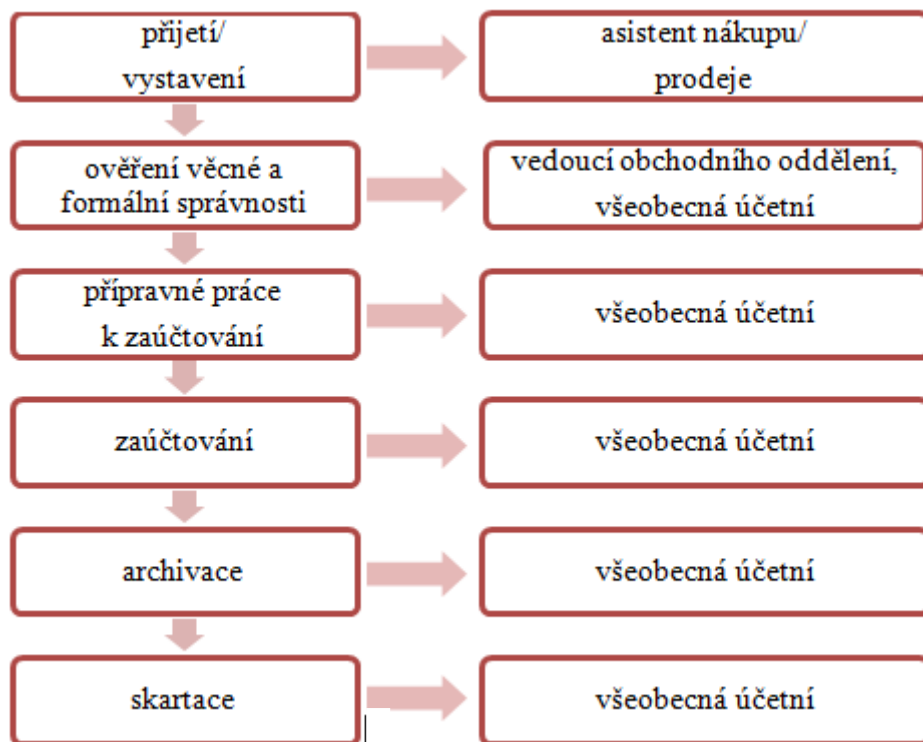 přijetí/
vystavení
asistent nákupu/
prodeje
ověření věcné a
formální správnosti
vedoucí obchodního oddělení,
všeobecná účetní
přípravné práce
k zaúčtování
všeobecná účetní
zaúčtování
všeobecná účetní
archivace
všeobecná účetní
skartace
všeobecná účetní